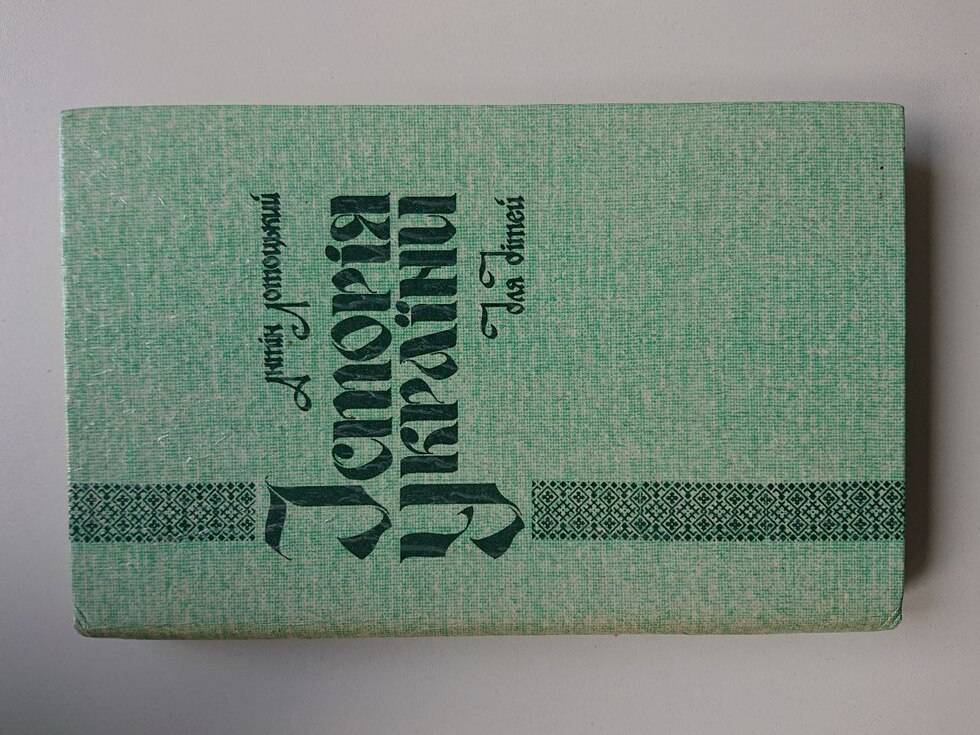 Антін Лотоцький
Історія
України
Для дітей